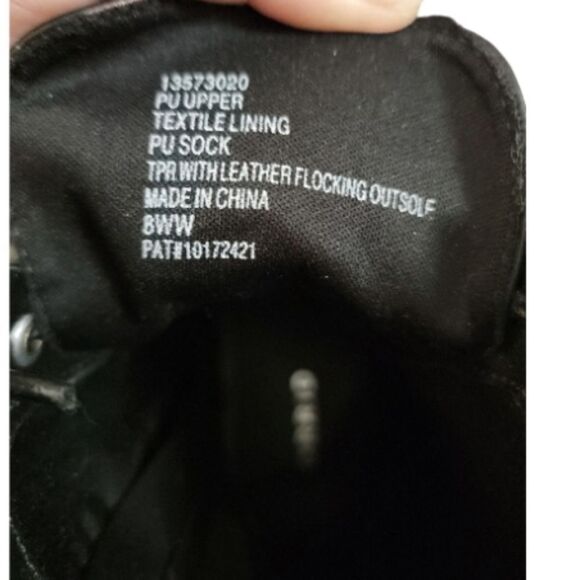 13573020
PU UPPER
TEXTILE LINING
PU SOCK
TPR WITH LEATHER FLOCKING OUTSOLE
MADE IN CHINA
8WW
PAT#10172421